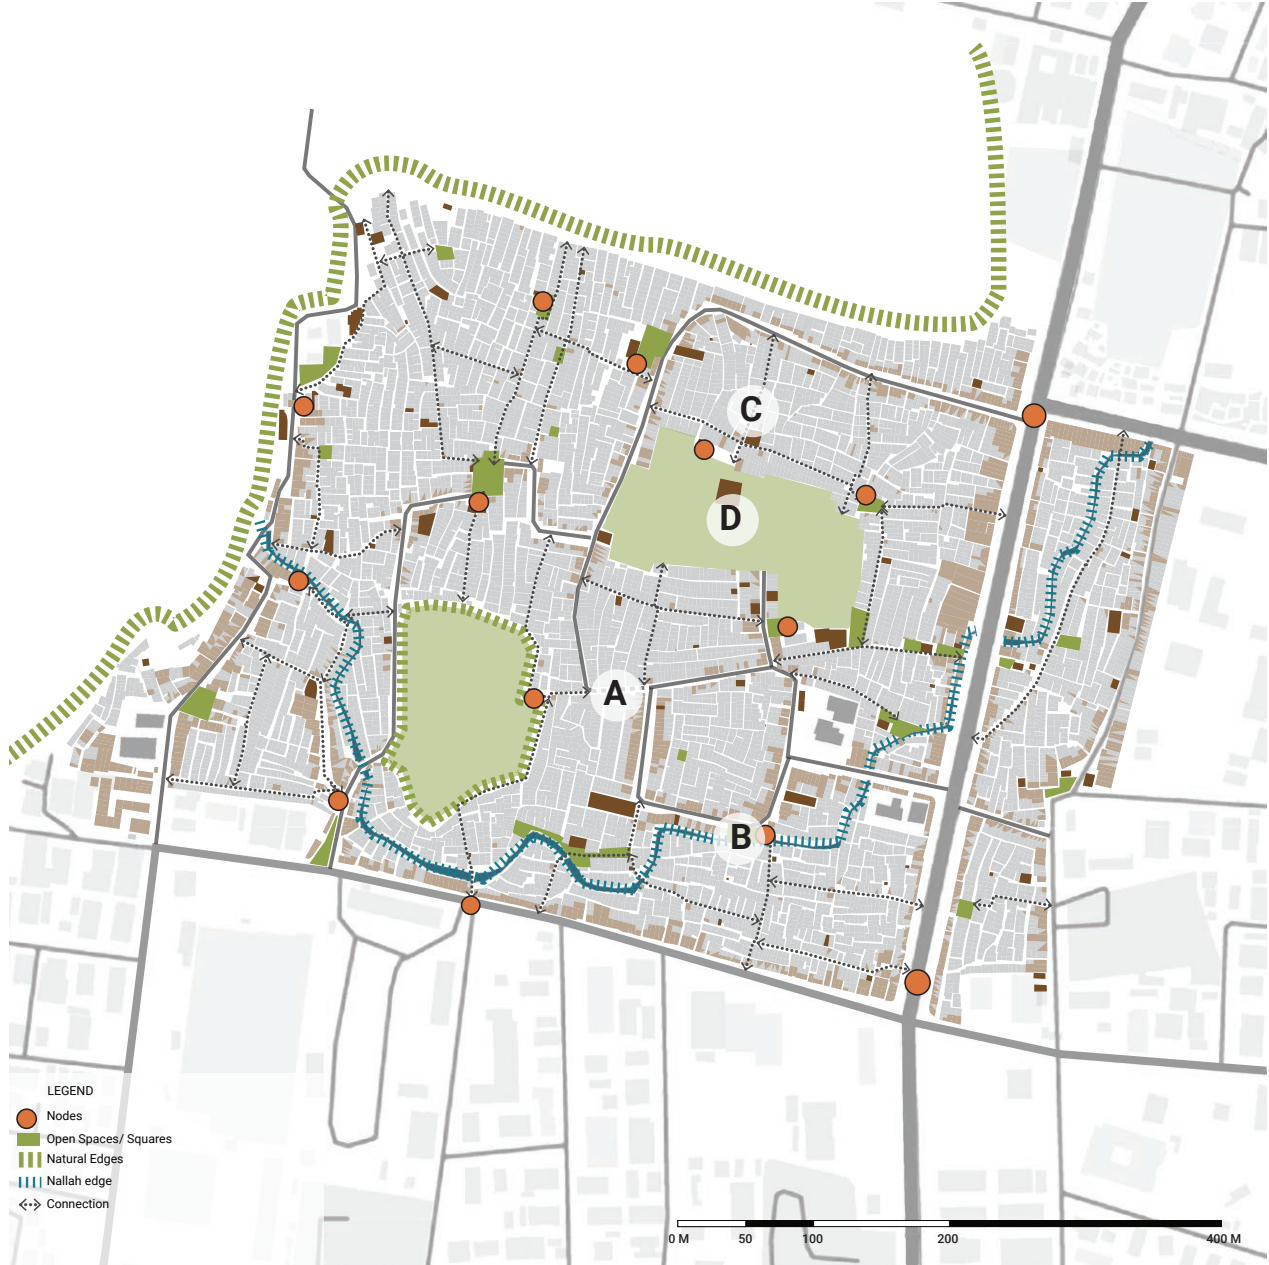 C
D
A
B
LEGEND
Nodes
Open Spaces/ Squares
Natural Edges
Nallah edge
Connection
0 M 50 100 200 400 M